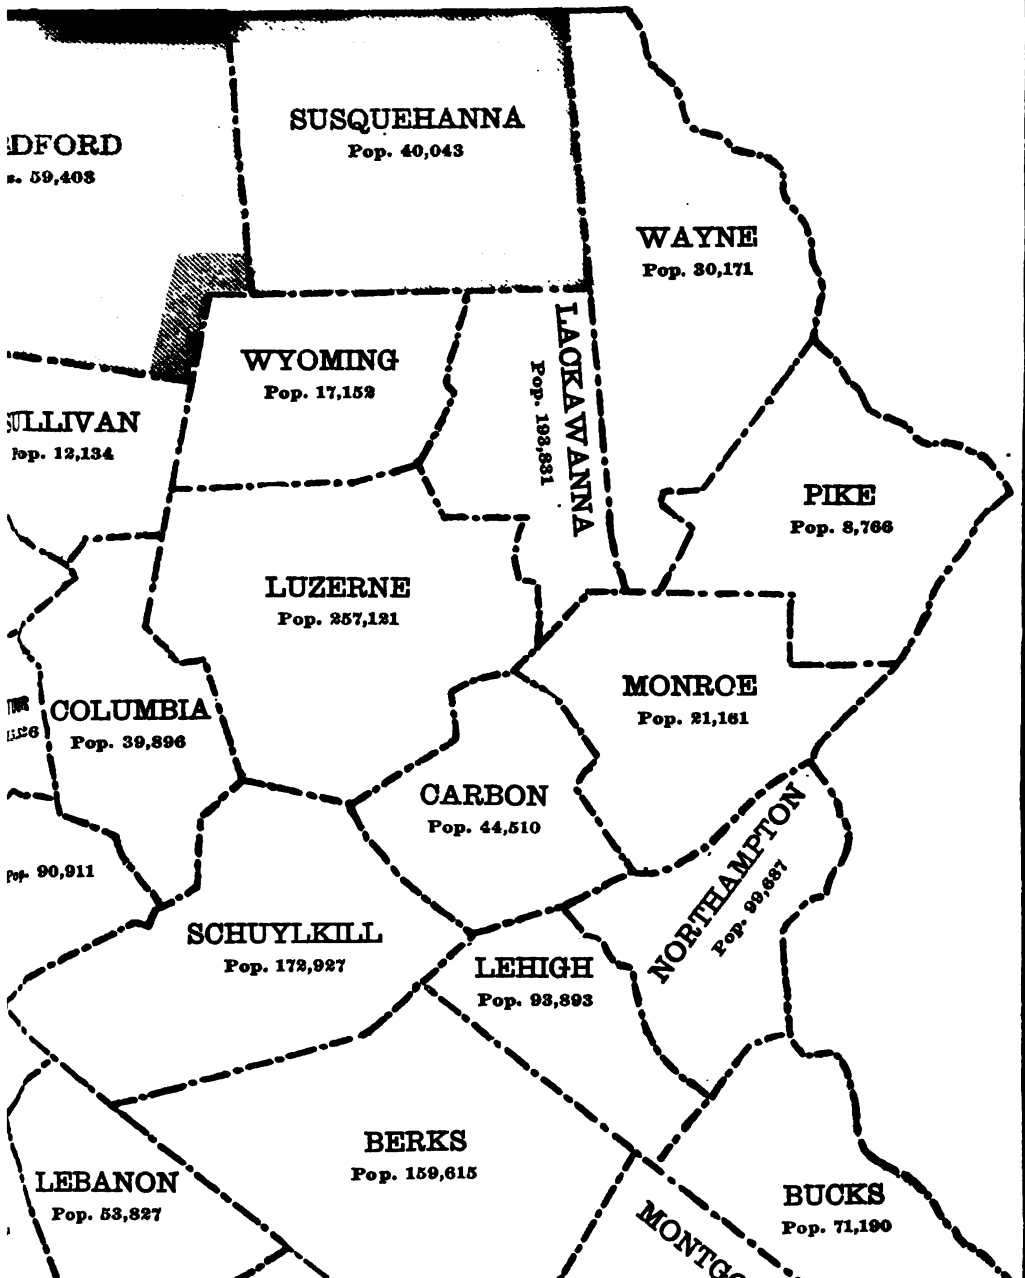 SUSQUEHANNA
Pop. 40,043
DFORD
59,403
WAYNE
Pop. 30,171
WYOMING
Pop. 17,152
LACKAWANNA
Pop. 193,831
SULLIVAN
Pop. 12,134
PIKE
Pop. 8,766
LUZERNE
Pop. 257,121
MONROE
Pop. 21,161
COLUMBIA
Pop. 39,896
CARBON
Pop. 44,510
NORTHAMPTON
Pop. 99,687
Pop. 90,911
SCHUYLKILL
Pop. 172,927
LEHIGH
Pop. 93,893
BERKS
Pop. 159,615
LEBANON
Pop. 53,827
BUCKS
Pop. 71,190
MONTGO